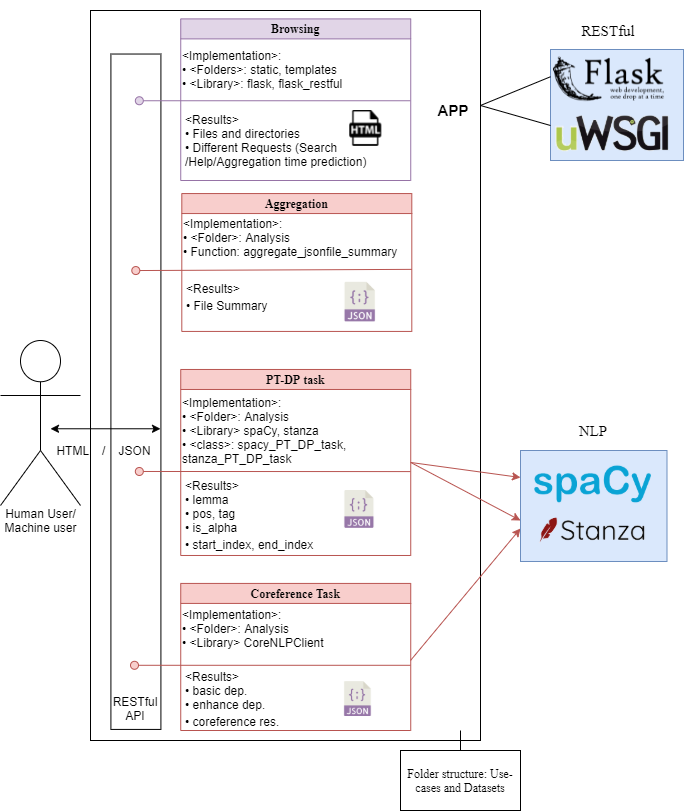 Browsing
<Implementation>:
• <Folders>: static, templates
• <Library>: flask, flask_restful
<Results>
• Files and directories
• Different Requests (Search
/Help/Aggregation time prediction)
HTML
APP
RESTful
Flask
web development,
one drop at a time
uWSGI
Aggregation
<Implementation>:
• <Folder>: Analysis
• Function: aggregate_jsonfile_summary
<Results>
• File Summary
{;}
JSON
PT-DP task
<Implementation>:
• <Folder>: Analysis
• <Library> spaCy, stanza
• <class>: spacy_PT_DP_task,
stanza_PT_DP_task
<Results>
• lemma
• pos, tag
• is_alpha
• start_index, end_index
{;}
JSON
HTML / JSON
Human User/
Machine user
NLP
spaCy
Stanza
Coreference Task
<Implementation>:
• <Folder>: Analysis
• <Library> CoreNLPClient
<Results>
• basic dep.
• enhance dep.
• coreference res.
{;}
JSON
RESTful
API
Folder structure: Use-
cases and Datasets